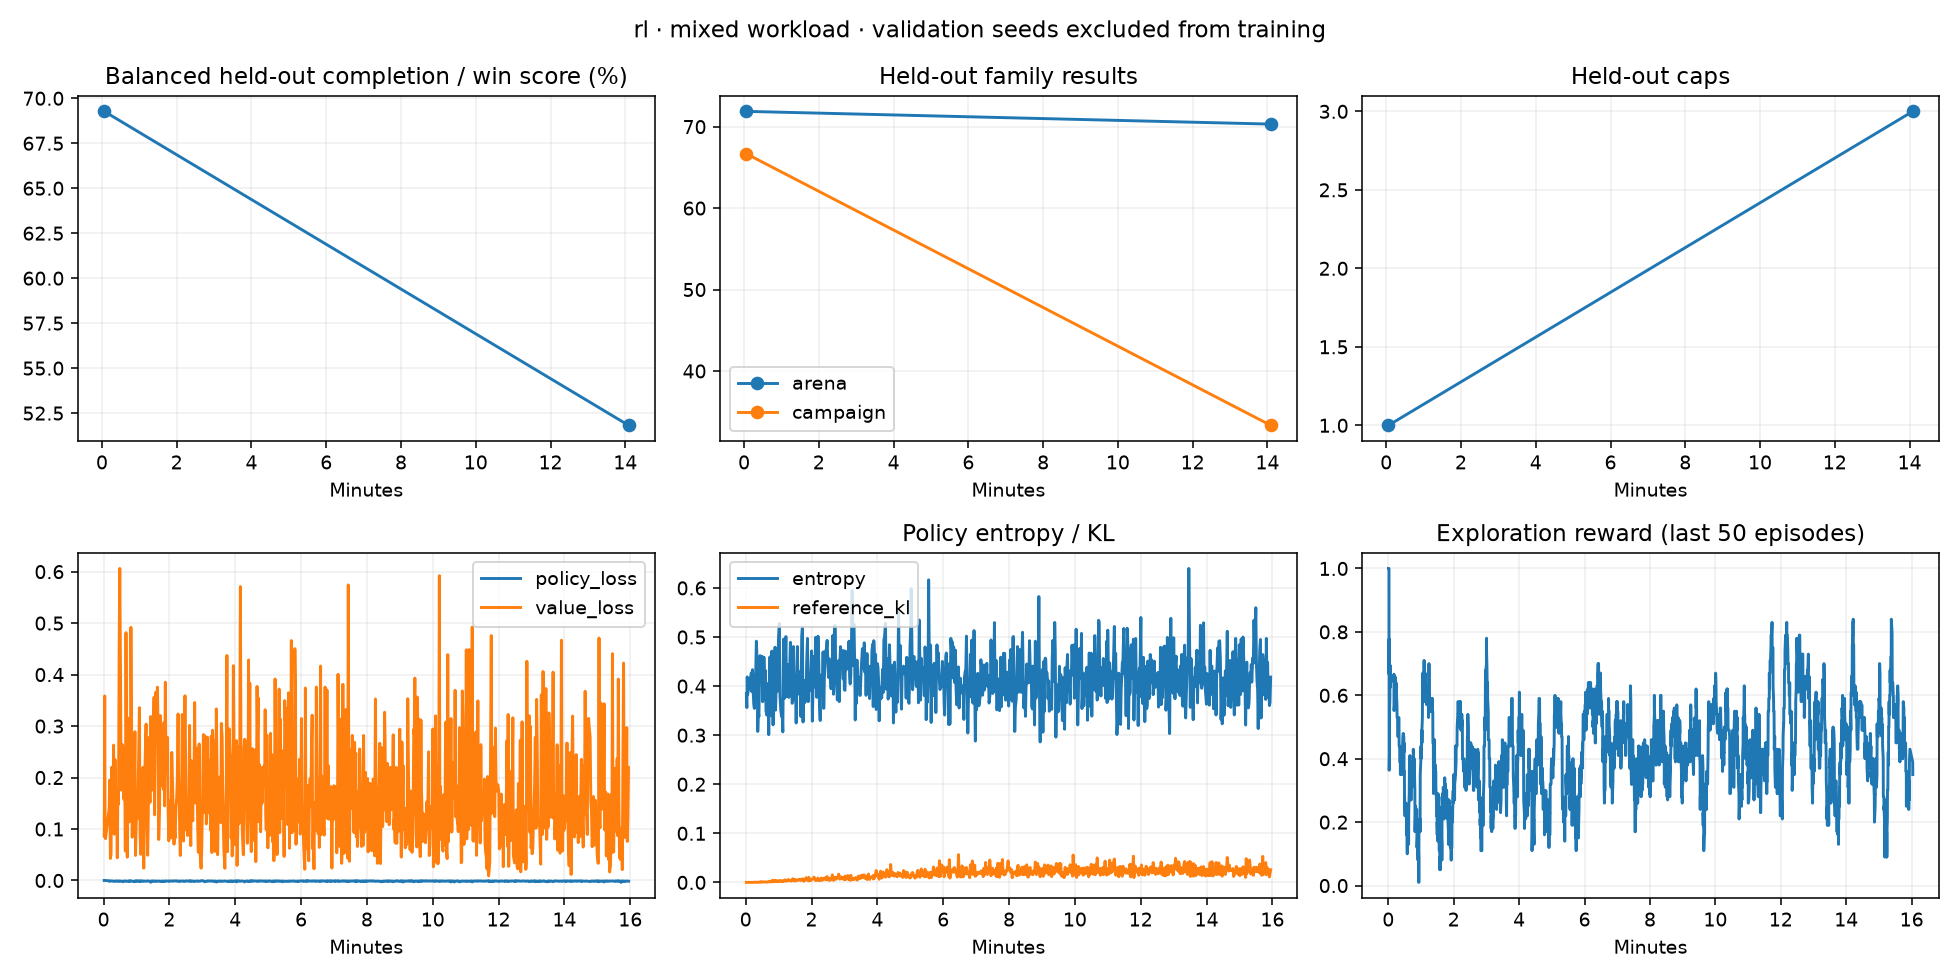 rl · mixed workload · validation seeds excluded from training
Balanced held-out completion / win score (%)
70.0
67.5
65.0
62.5
60.0
57.5
55.0
52.5
0 2 4 6 8 10 12 14
Minutes
Held-out family results
70
60
50
40
arena
campaign
0 2 4 6 8 10 12 14
Minutes
Held-out caps
3.0
2.5
2.0
1.5
1.0
0 2 4 6 8 10 12 14
Minutes
0.6
0.5
0.4
0.3
0.2
0.1
0.0
policy_loss
value_loss
0 2 4 6 8 10 12 14 16
Minutes
Policy entropy / KL
0.6
0.5
0.4
0.3
0.2
0.1
0.0
entropy
reference_kl
0 2 4 6 8 10 12 14 16
Minutes
Exploration reward (last 50 episodes)
1.0
0.8
0.6
0.4
0.2
0.0
0 2 4 6 8 10 12 14 16
Minutes